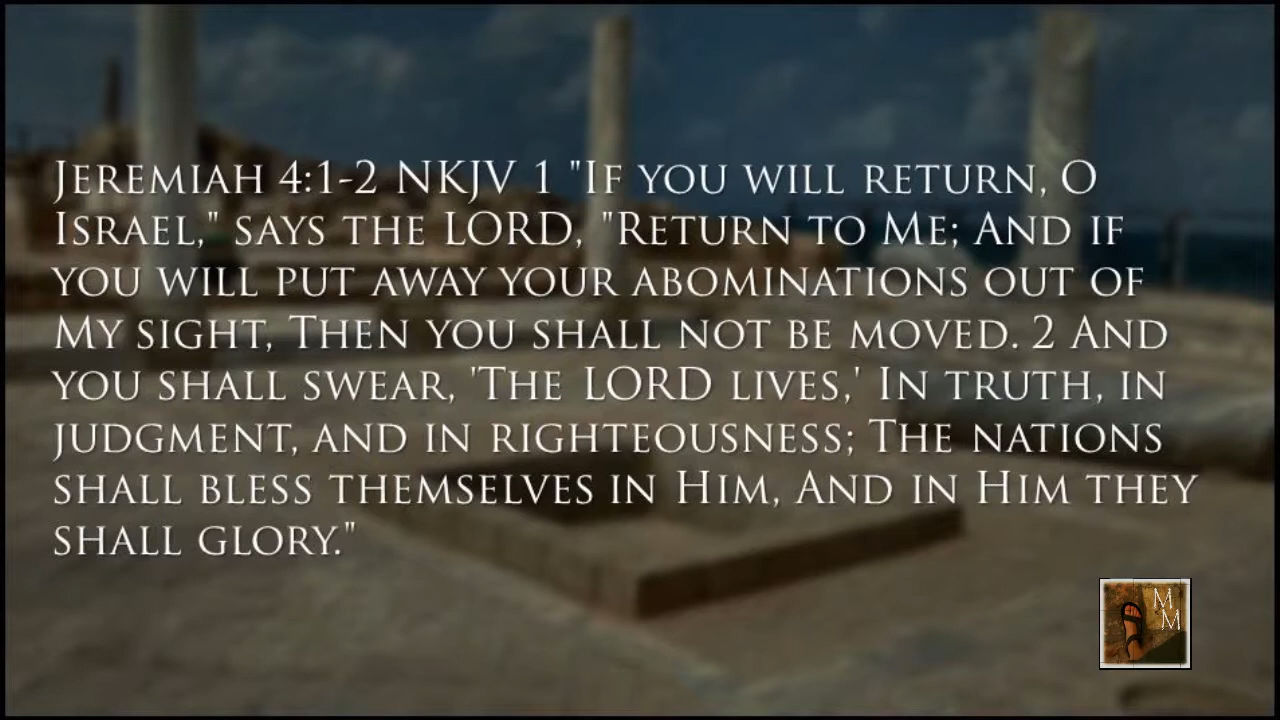 Jeremiah 4:1-2 NKJV 1 "If you will return, O
Israel," says the LORD, "Return to Me; And if
you will put away your abominations out of
My sight, Then you shall not be moved. 2 And
you shall swear, 'The LORD lives,' In truth, in
judgment, and in righteousness; The nations
shall bless themselves in Him, And in Him they
shall glory."
M
M